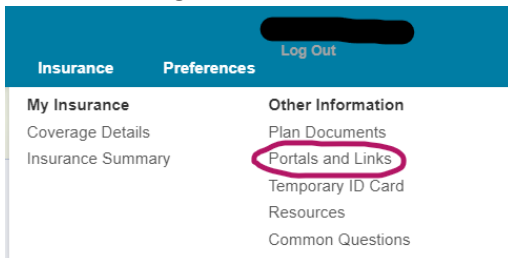 Log Out
Insurance Preferences
My Insurance
Coverage Details
Insurance Summary
Other Information
Plan Documents
Portals and Links
Temporary ID Card
Resources
Common Questions